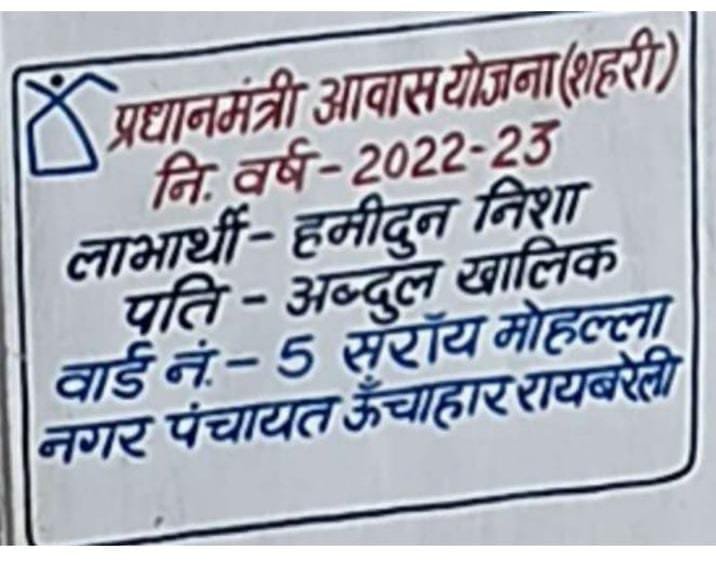 प्रधानमंत्री आवास योजना (शहरी)
नि. वर्ष - 2022-23
लाभार्थी - हमीदुन निशा
पति - अब्दुल खालिक
वार्ड नं. - 5 सरॉय मोहल्ला
नगर पंचायत ऊँचाहार रायबरेली